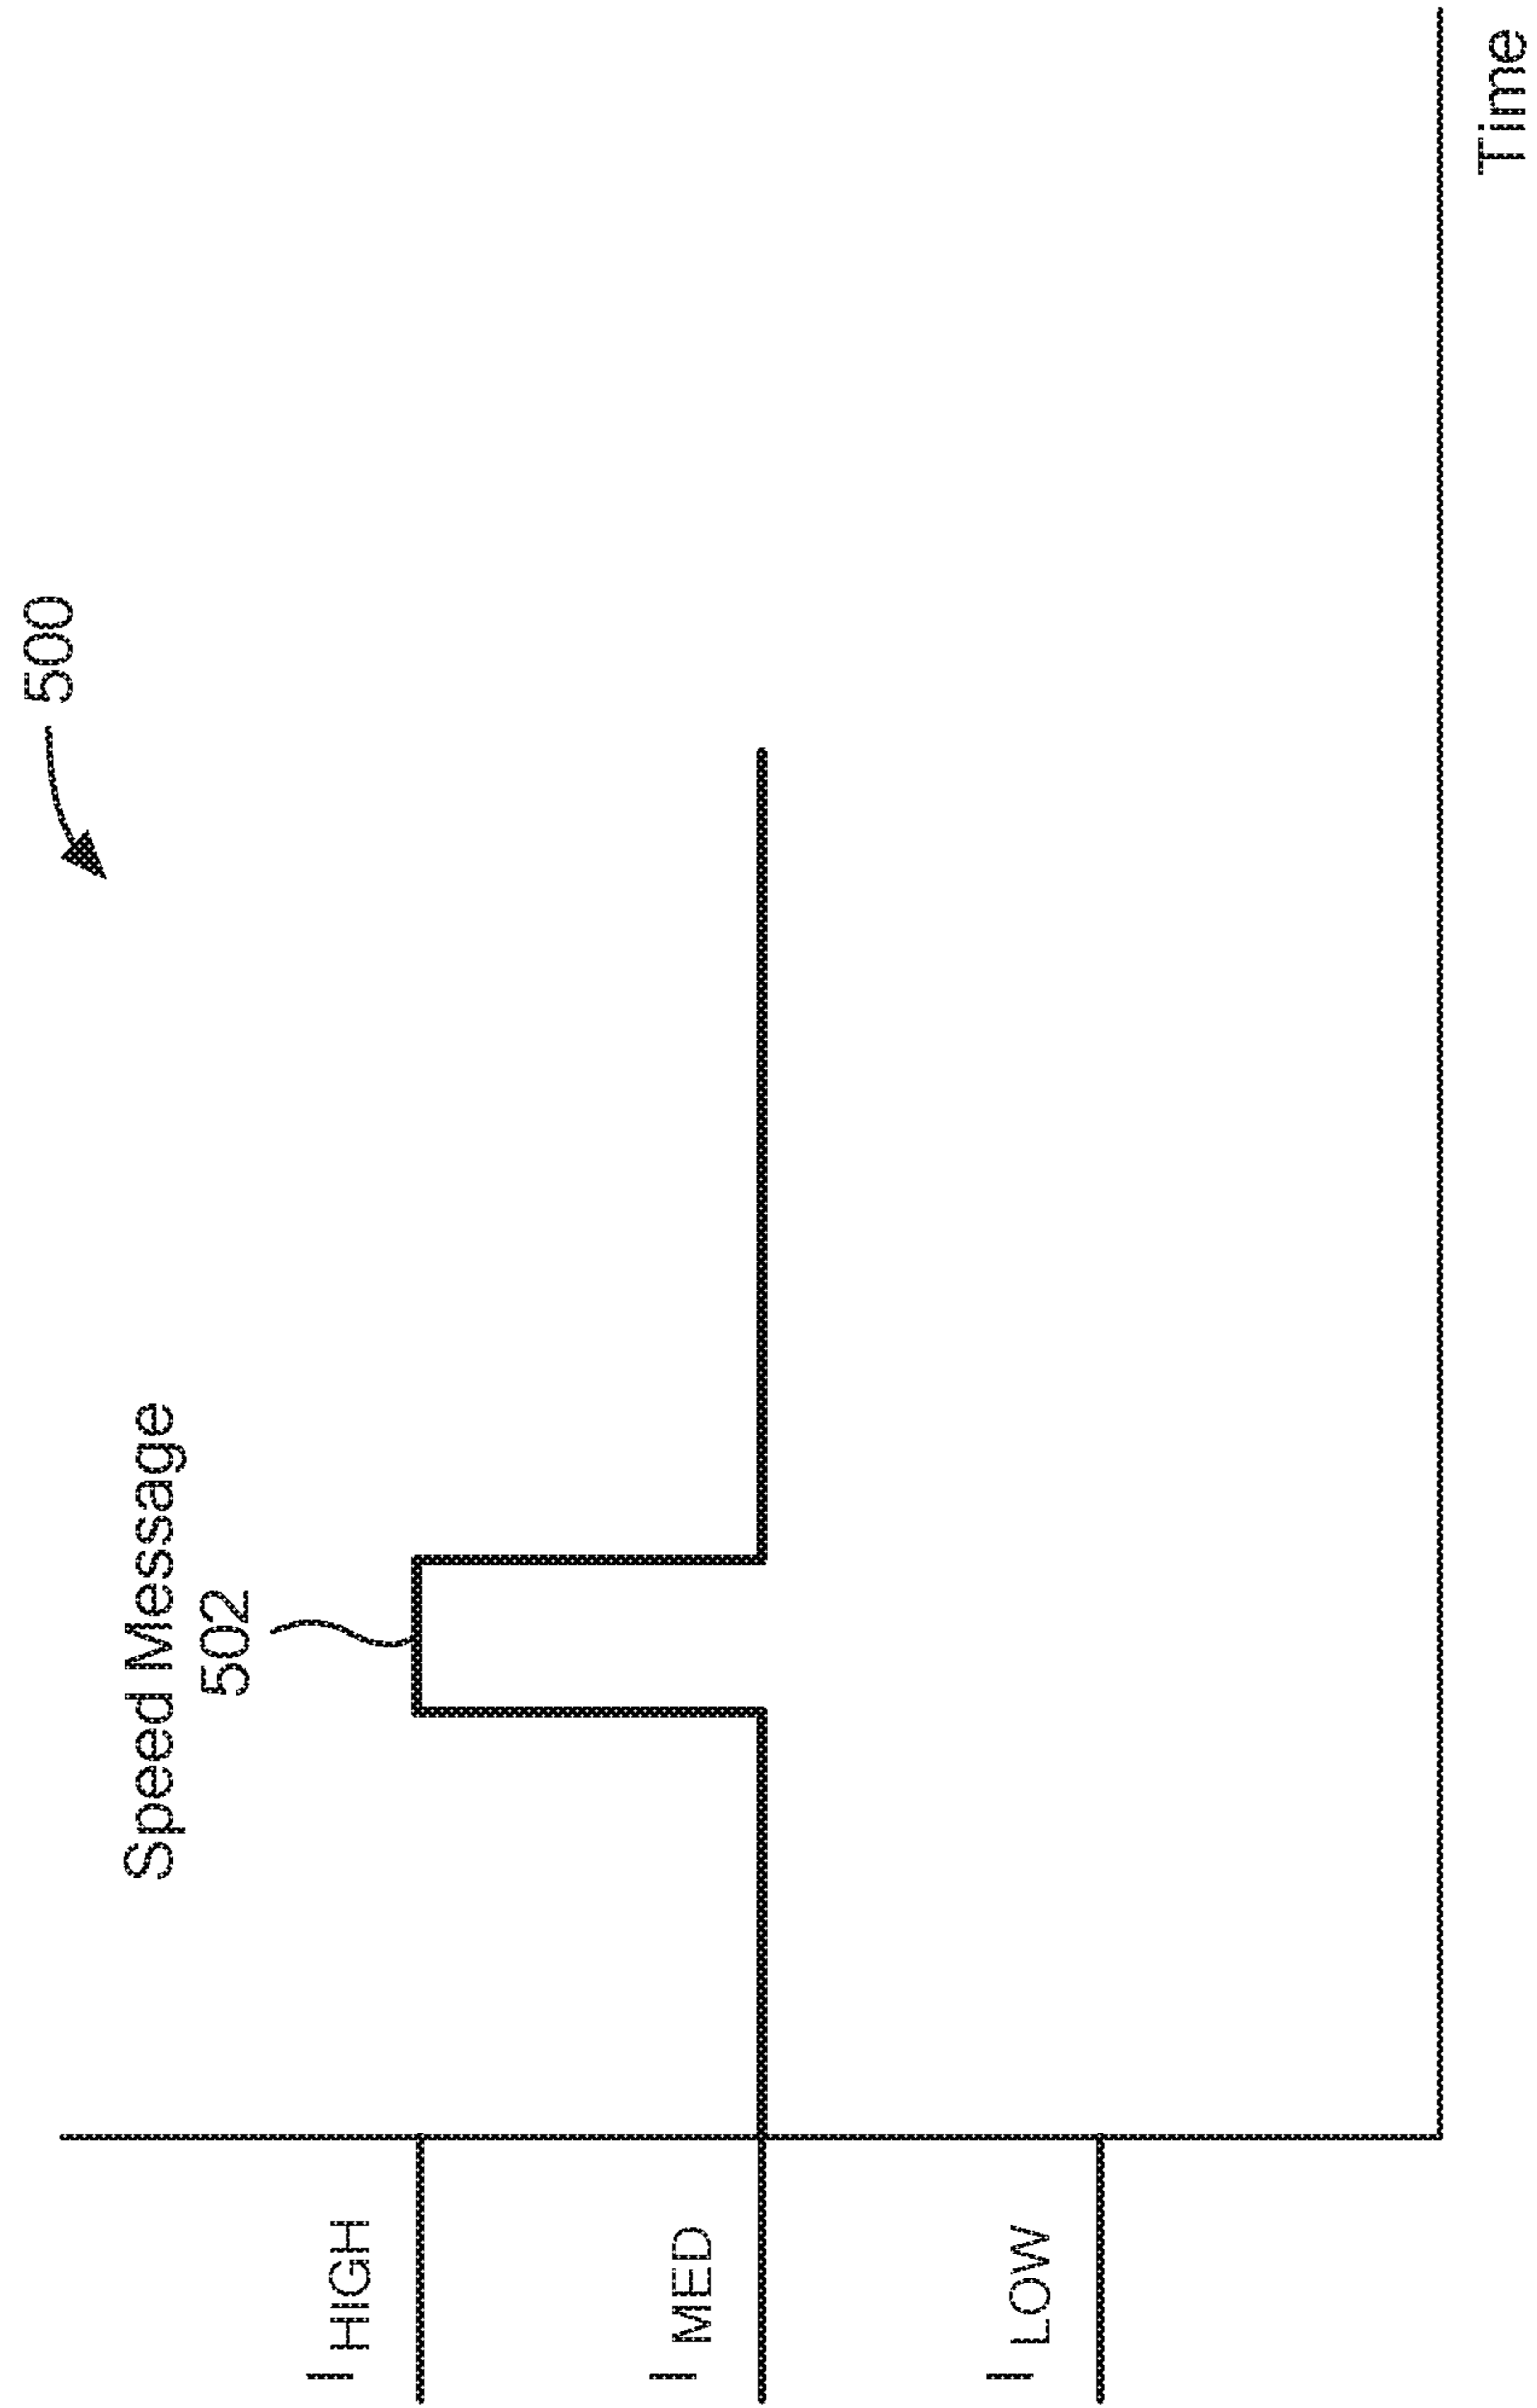 500
Speed Message
502
I HIGH
I MED
I LOW
Time